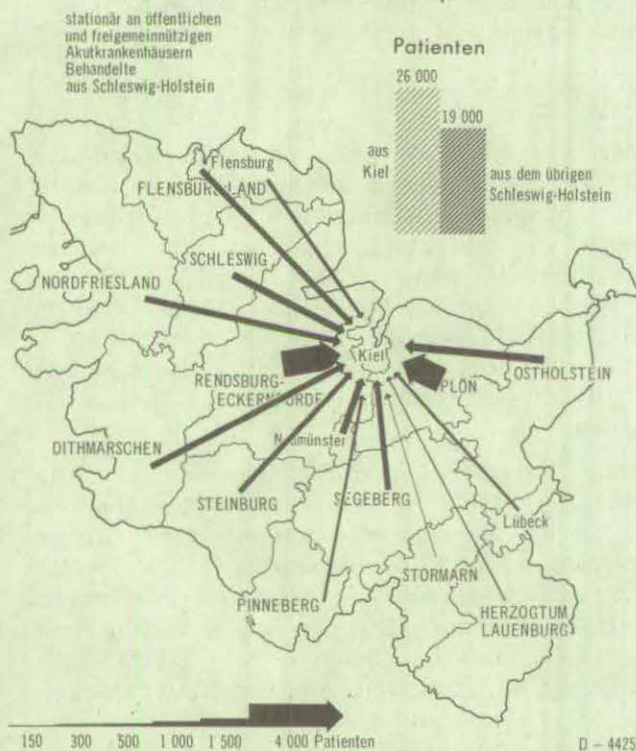 stationär an öffentlichen
und freigemeinnützigen
Akutkrankenhäusern
Behandelte
aus Schleswig-Holstein
Patienten
26 000
19 000
aus
Kiel
aus dem übrigen
Schleswig-Holstein
Flensburg
FLENSBURG-LAND
SCHLESWIG
NORDFRIESLAND
Kiel
RENDSBURG-
ECKERNFÖRDE
PLÖN
OSTHOLSTEIN
Neumünster
DITHMARSCHEN
STEINBURG
SEGEBERG
Lübeck
STORMARN
PINNEBERG
HERZOGTUM
LAUENBURG
150 300 500 1 000 1 500 4 000 Patienten
D - 4425